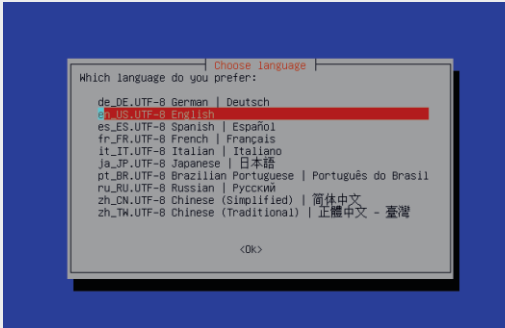 Choose language
Which language do you prefer:
de_DE.UTF-8 German | Deutsch
en_US.UTF-8 English
es_ES.UTF-8 Spanish | Español
fr_FR.UTF-8 French | Français
it_IT.UTF-8 Italian | Italiano
ja_JP.UTF-8 Japanese | 日本語
pt_BR.UTF-8 Brazilian Portuguese | Português do Brasil
ru_RU.UTF-8 Russian | Русский
zh_CN.UTF-8 Chinese (Simplified) | 简体中文
zh_TW.UTF-8 Chinese (Traditional) | 正體中文 - 臺灣
<Ok>